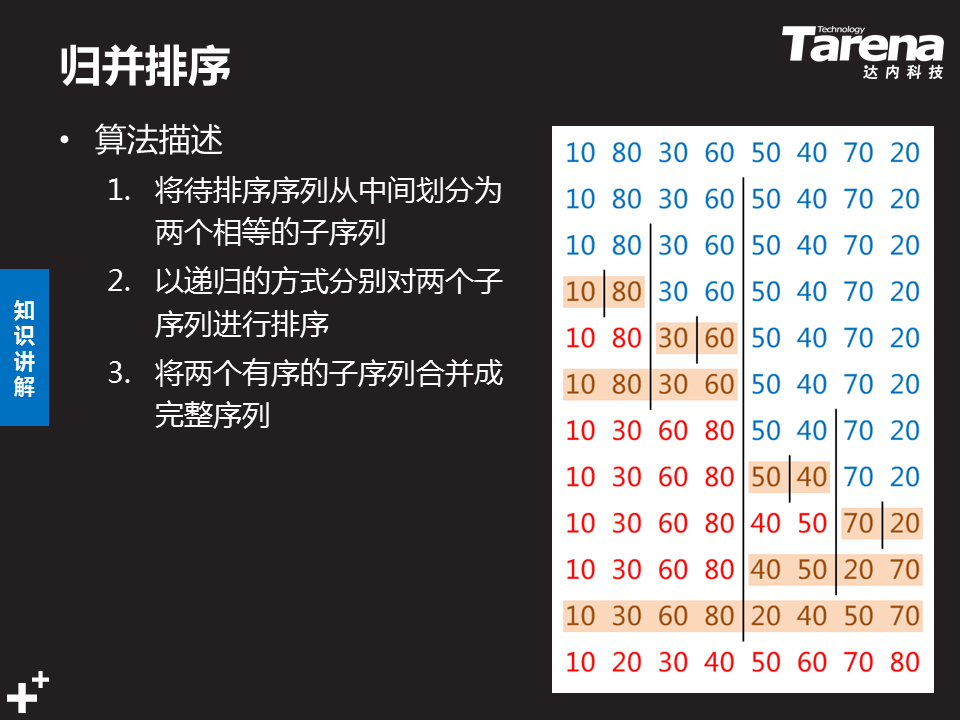 归并排序
Technology
Tarena
达内科技
• 算法描述
1. 将待排序序列从中间划分为
两个相等的子序列
2. 以递归的方式分别对两个子
序列进行排序
3. 将两个有序的子序列合并成
完整序列
知识讲解
10 80 30 60 50 40 70 20
10 80 30 60 50 40 70 20
10 80 30 60 50 40 70 20
10 80 30 60 50 40 70 20
10 80 30 60 50 40 70 20
10 80 30 60 50 40 70 20
10 30 60 80 50 40 70 20
10 30 60 80 50 40 70 20
10 30 60 80 40 50 70 20
10 30 60 80 40 50 20 70
10 30 60 80 20 40 50 70
10 20 30 40 50 60 70 80